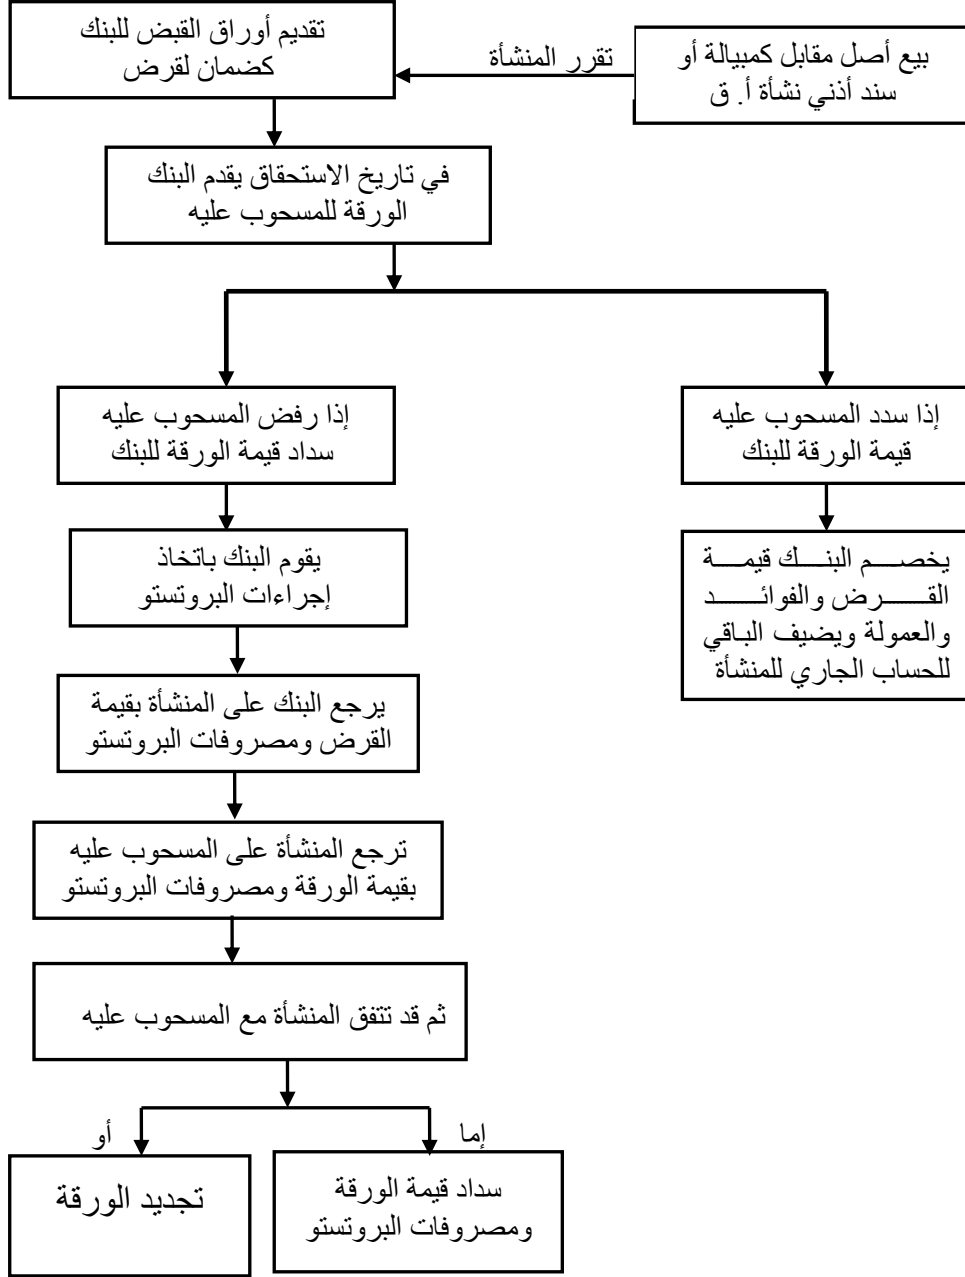 بيع أصل مقابل كمبيالة أو
سند أذني نشأة أ. ق
تقرر المنشأة
تقديم أوراق القبض للبنك
كضمان لقرض
في تاريخ الاستحقاق يقدم البنك
الورقة للمسحوب عليه
إذا سدد المسحوب عليه
قيمة الورقة للبنك
يخصم البنك قيمة
القرض والفوائد
والعمولة ويضيف الباقي
للحساب الجاري للمنشأة
إذا رفض المسحوب عليه
سداد قيمة الورقة للبنك
يقوم البنك باتخاذ
إجراءات البروتستو
يرجع البنك على المنشأة بقيمة
القرض ومصروفات البروتستو
ترجع المنشأة على المسحوب عليه
بقيمة الورقة ومصروفات البروتستو
ثم قد تتفق المنشأة مع المسحوب عليه
إما
سداد قيمة الورقة
ومصروفات البروتستو
أو
تجديد الورقة